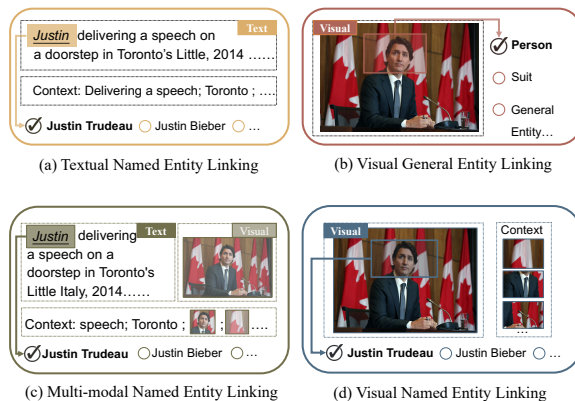 Text
Justin delivering a speech on
a doorstep in Toronto's Little, 2014 ......
Context: Delivering a speech; Toronto ; ....
Justin Trudeau Justin Bieber ...
(a) Textual Named Entity Linking
Visual
Person
Suit
General
Entity...
(b) Visual General Entity Linking
Text
Visual
Justin delivering
a speech on a
doorstep in Toronto's
Little Italy, 2014......
Context: speech; Toronto ; ; ....
Justin Trudeau Justin Bieber ...
(c) Multi-modal Named Entity Linking
Visual
Context
...
Justin Trudeau Justin Bieber ...
(d) Visual Named Entity Linking